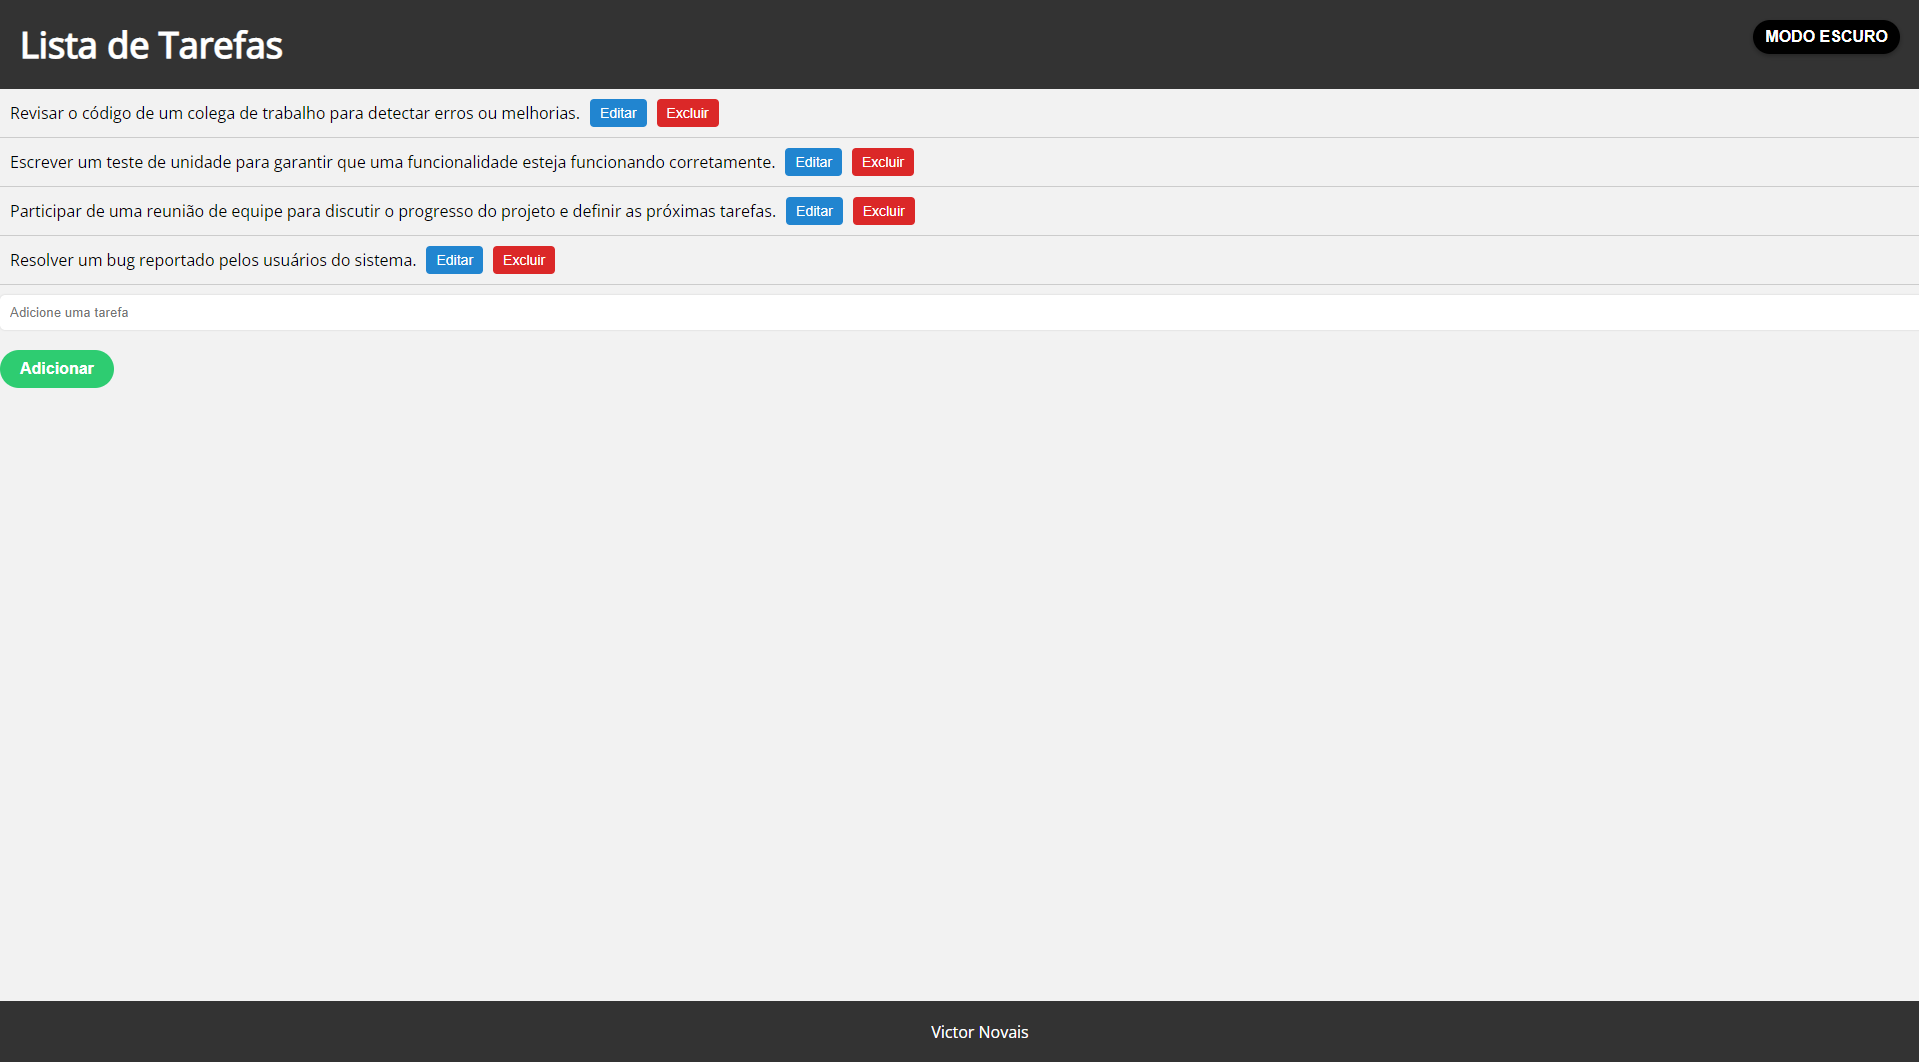 Lista de Tarefas
MODO ESCURO
Revisar o código de um colega de trabalho para detectar erros ou melhorias. Editar Excluir
Escrever um teste de unidade para garantir que uma funcionalidade esteja funcionando corretamente. Editar Excluir
Participar de uma reunião de equipe para discutir o progresso do projeto e definir as próximas tarefas. Editar Excluir
Resolver um bug reportado pelos usuários do sistema. Editar Excluir
Adicione uma tarefa
Adicionar
Victor Novais